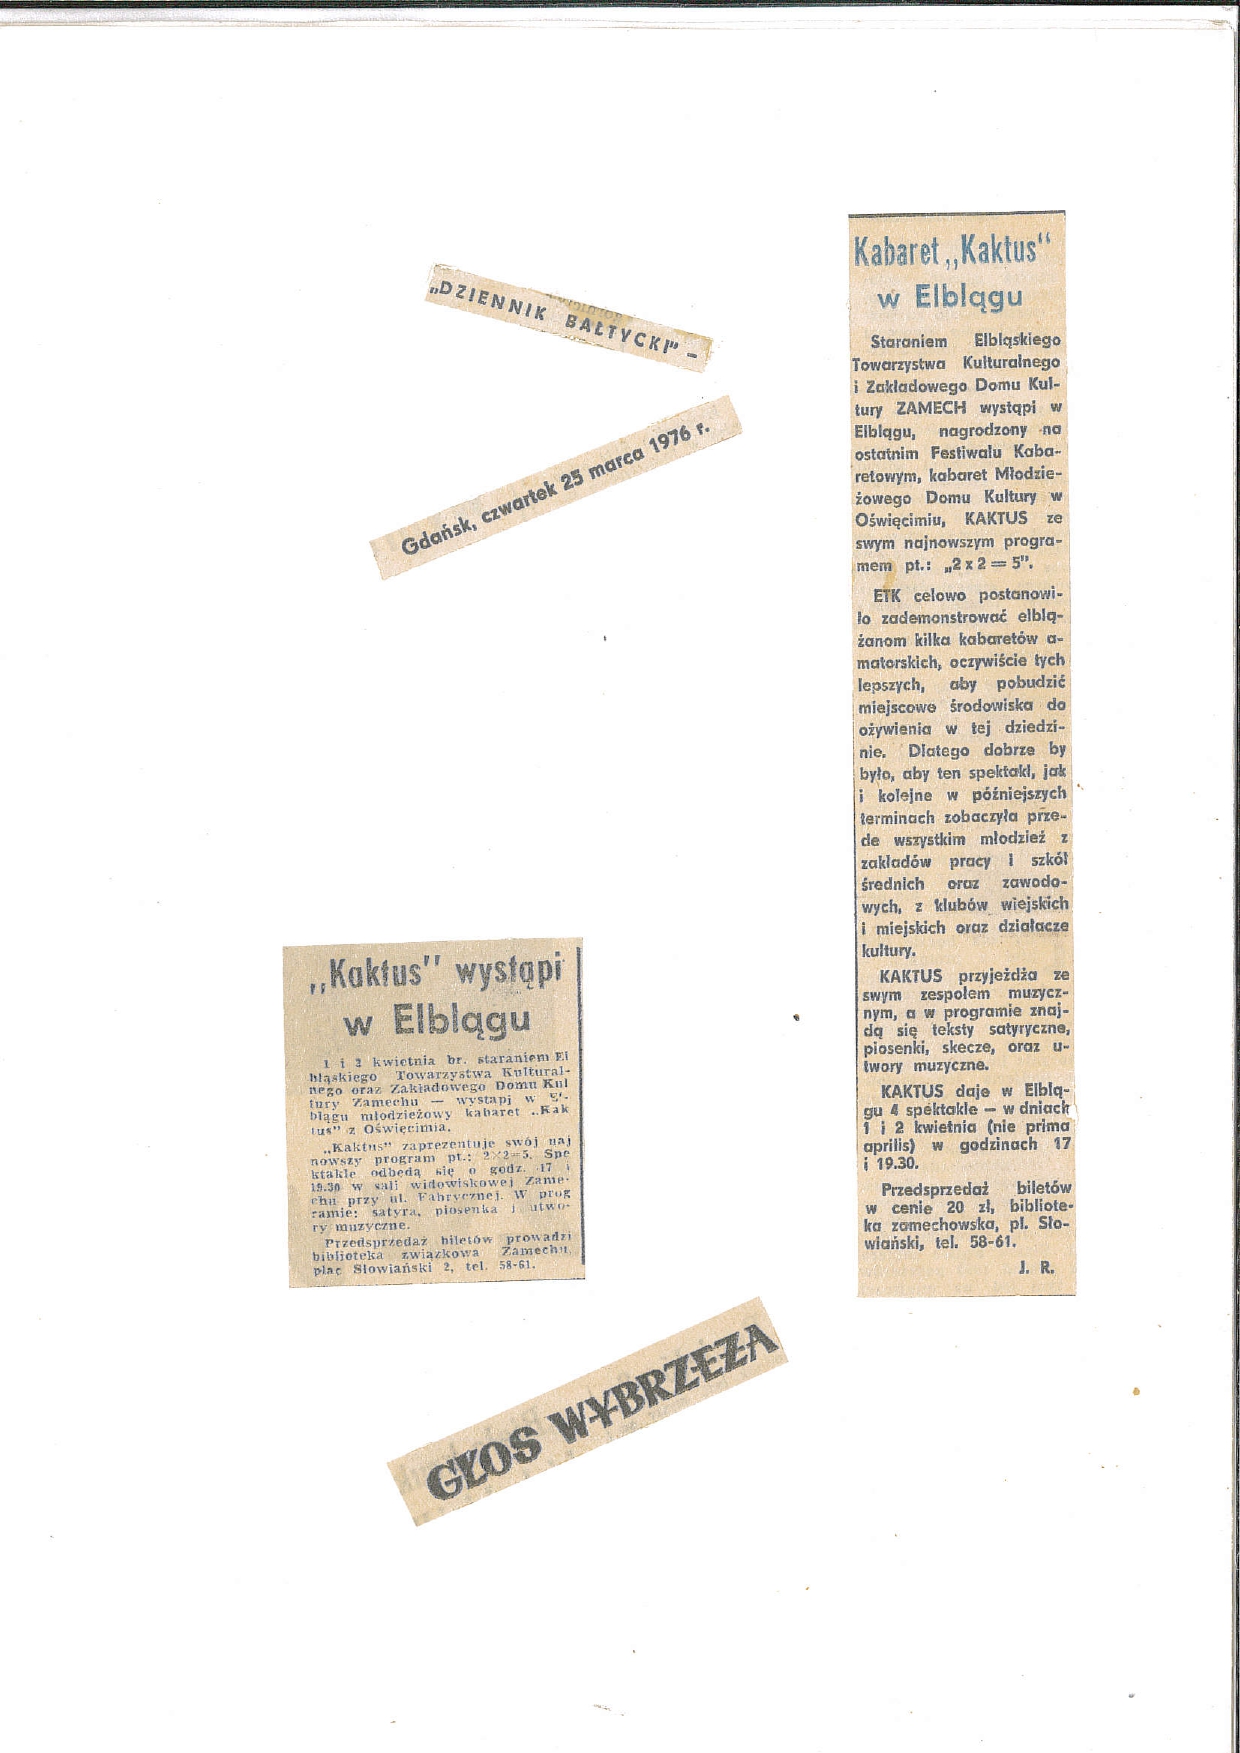 „DZIENNIK BAŁTYCKI" –
Gdańsk, czwartek 25 marca 1976 r.
Kabaret „Kaktus"
w Elblągu
Staraniem Elbląskiego
Towarzystwa Kulturalnego
i Zakładowego Domu Kul-
tury ZAMECH wystąpi w
Elblągu, nagrodzony na
ostatnim Festiwalu Kaba-
retowym, kabaret Młodzie-
żowego Domu Kultury w
Oświęcimiu, KAKTUS ze
swym najnowszym progra-
mem pt.: „2 x 2 = 5".
ETK celowo postanowi-
ło zademonstrować elblą-
żanom kilka kabaretów a-
matorskich, oczywiście tych
lepszych, aby pobudzić
miejscowe środowiska do
ożywienia w tej dziedzi-
nie. Dlatego dobrze by
było, aby ten spektakl, jak
i kolejne w późniejszych
terminach zobaczyła prze-
de wszystkim młodzież z
zakładów pracy i szkół
średnich oraz zawodo-
wych, z klubów wiejskich
i miejskich oraz działacze
kultury.
KAKTUS przyjeżdża ze
swym zespołem muzycz-
nym, a w programie znaj-
dą się teksty satyryczne,
piosenki, skecze, oraz u-
twory muzyczne.
KAKTUS daje w Elblą-
gu 4 spektakle — w dniach
1 i 2 kwietnia (nie prima
aprilis) w godzinach 17
i 19.30.
Przedsprzedaż biletów
w cenie 20 zł, bibliote-
ka zamechowska, pl. Sło-
wiański, tel. 58-61.
J. R.
„Kaktus" wystąpi
w Elblągu
1 i 2 kwietnia br. staraniem El
bląskiego Towarzystwa Kultural-
nego oraz Zakładowego Domu Kul
tury Zamechu — wystąpi w El-
blągu młodzieżowy kabaret „Kak
tus" z Oświęcimia.
„Kaktus" zaprezentuje swój naj
nowszy program pt.: 2×2=5. Spe
ktakle odbędą się o godz. 17 i
19.30 w sali widowiskowej Zame-
chu przy ul. Fabrycznej. W prog
ramie: satyra, piosenka i utwo-
ry muzyczne.
Przedsprzedaż biletów prowadzi
biblioteka związkowa Zamechu,
plac Słowiański 2, tel. 58-61.
GŁOS WYBRZEŻA